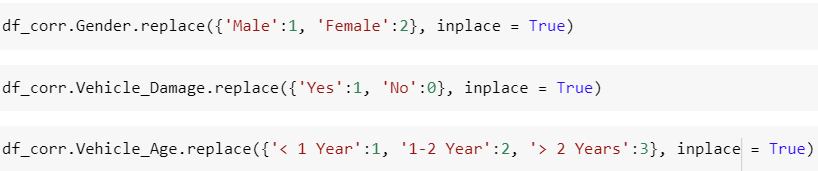 df_corr.Gender.replace({'Male':1, 'Female':2}, inplace = True)
df_corr.Vehicle_Damage.replace({'Yes':1, 'No':0}, inplace = True)
df_corr.Vehicle_Age.replace({'< 1 Year':1, '1-2 Year':2, '> 2 Years':3}, inplace = True)